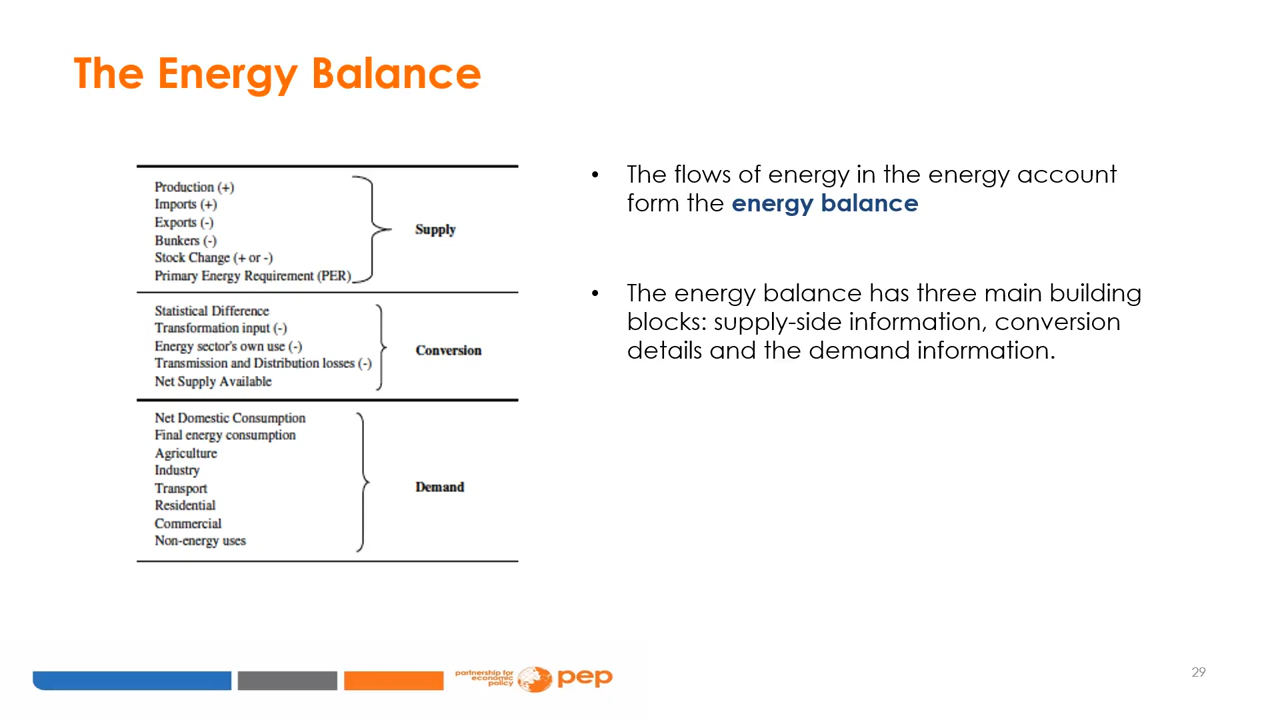 The Energy Balance
Production (+)
Imports (+)
Exports (-)
Bunkers (-)
Stock Change (+ or -)
Primary Energy Requirement (PER)
Supply
Statistical Difference
Transformation input (-)
Energy sector's own use (-)
Transmission and Distribution losses (-)
Net Supply Available
Conversion
Net Domestic Consumption
Final energy consumption
Agriculture
Industry
Transport
Residential
Commercial
Non-energy uses
Demand
• The flows of energy in the energy account
form the energy balance
• The energy balance has three main building
blocks: supply-side information, conversion
details and the demand information.
partnership for
economic
policy
pep
29